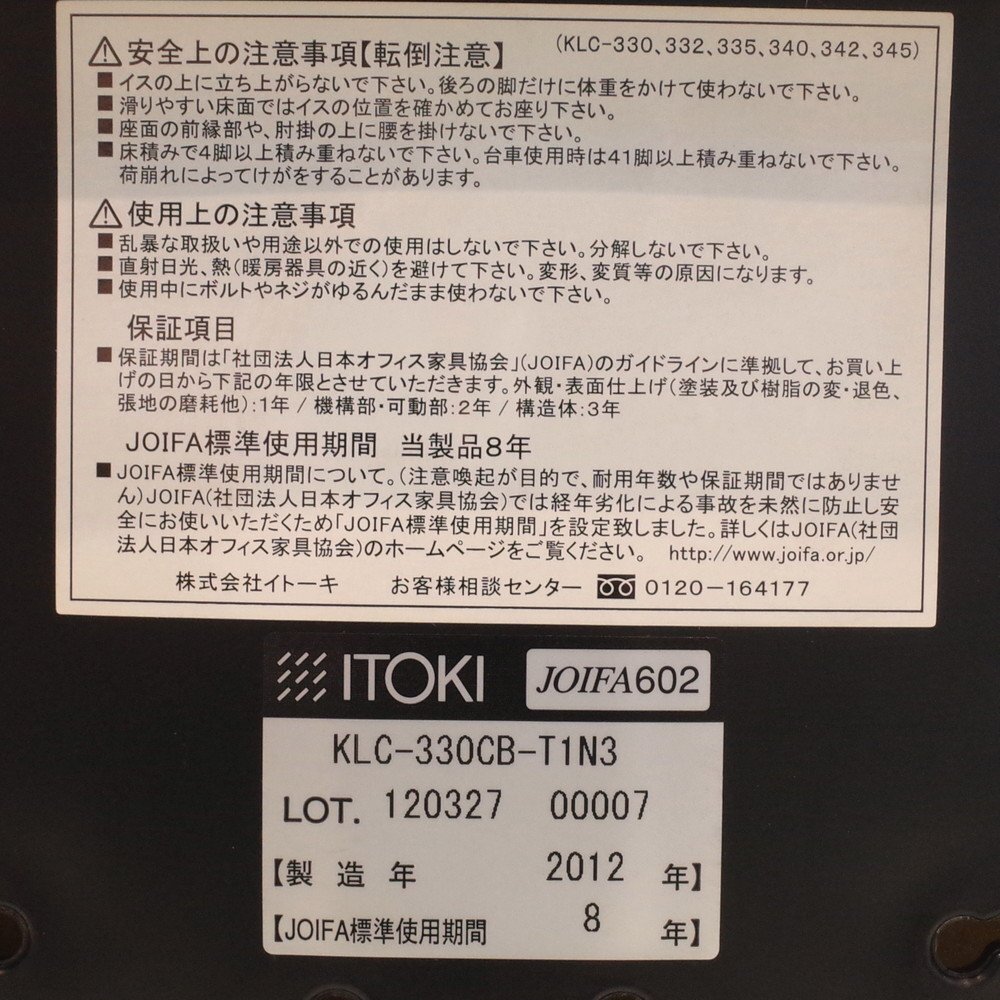 ⚠安全上の注意事項【転倒注意】 (KLC-330、332、335、340、342、345)
■イスの上に立ち上がらないで下さい。後ろの脚だけに体重をかけて使わないで下さい。
■滑りやすい床面ではイスの位置を確かめてお座り下さい。
■座面の前縁部や、肘掛の上に腰を掛けないで下さい。
■床積みで4脚以上積み重ねないで下さい。台車使用時は41脚以上積み重ねないで下さい。
荷崩れによってけがをすることがあります。
⚠使用上の注意事項
■乱暴な取扱いや用途以外での使用はしないで下さい。分解しないで下さい。
■直射日光、熱(暖房器具の近く)を避けて下さい。変形、変質等の原因になります。
■使用中にボルトやネジがゆるんだまま使わないで下さい。
保証項目
■保証期間は「社団法人日本オフィス家具協会」(JOIFA)のガイドラインに準拠して、お買い上
げの日から下記の年限とさせていただきます。外観・表面仕上げ(塗装及び樹脂の変・退色、
張地の磨耗他):1年 / 機構部・可動部:2年 / 構造体:3年
JOIFA標準使用期間 当製品8年
■JOIFA標準使用期間について。(注意喚起が目的で、耐用年数や保証期間ではありませ
ん)JOIFA(社団法人日本オフィス家具協会)では経年劣化による事故を未然に防止し安
全にお使いいただくため「JOIFA標準使用期間」を設定致しました。詳しくはJOIFA(社団
法人日本オフィス家具協会)のホームページをご覧ください。 http://www.joifa.or.jp/
株式会社イトーキ お客様相談センター 0120-164177
ITOKI JOIFA602
KLC-330CB-T1N3
LOT. 120327 00007
【製造年 2012 年】
【JOIFA標準使用期間 8 年】